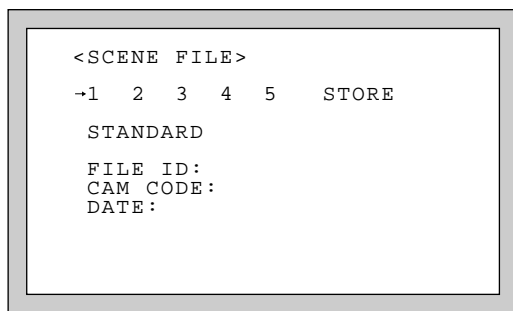 <SCENE FILE>
→1 2 3 4 5 STORE
STANDARD
FILE ID:
CAM CODE:
DATE: